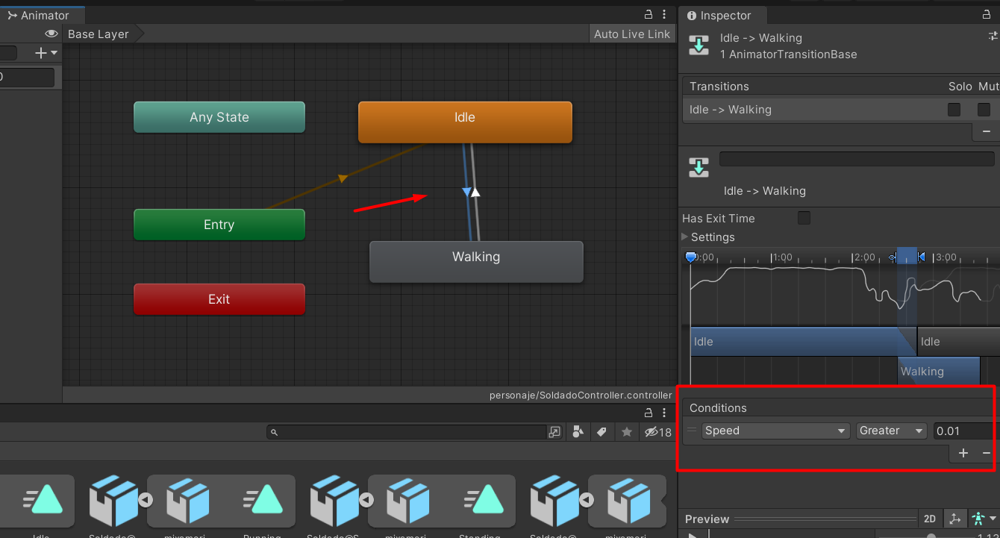 Animator
Base Layer
Auto Live Link
0
Any State
Idle
Entry
Walking
Exit
personaje/SoldadoController.controller
18
Idle
Soldado@
mixamori
Running
Soldado@S
mixamori
Standing
Soldado@
mixamori
Inspector
Idle -> Walking
1 AnimatorTransitionBase
Transitions
Solo
Mut
Idle -> Walking
Idle -> Walking
Has Exit Time
Settings
0:00
1:00
2:00
3:00
Idle
Idle
Walking
Conditions
Speed
Greater
0.01
Preview
2D